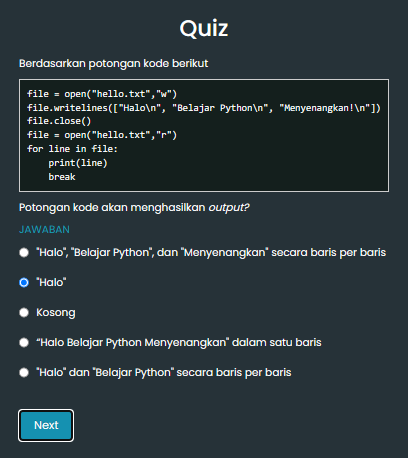 Quiz
Berdasarkan potongan kode berikut
file = open("hello.txt","w")
file.writelines(["Halo\n", "Belajar Python\n", "Menyenangkan!\n"])
file.close()
file = open("hello.txt","r")
for line in file:
    print(line)
    break
Potongan kode akan menghasilkan output?
JAWABAN
"Halo", "Belajar Python", dan "Menyenangkan" secara baris per baris
"Halo"
Kosong
“Halo Belajar Python Menyenangkan" dalam satu baris
"Halo" dan "Belajar Python" secara baris per baris
Next